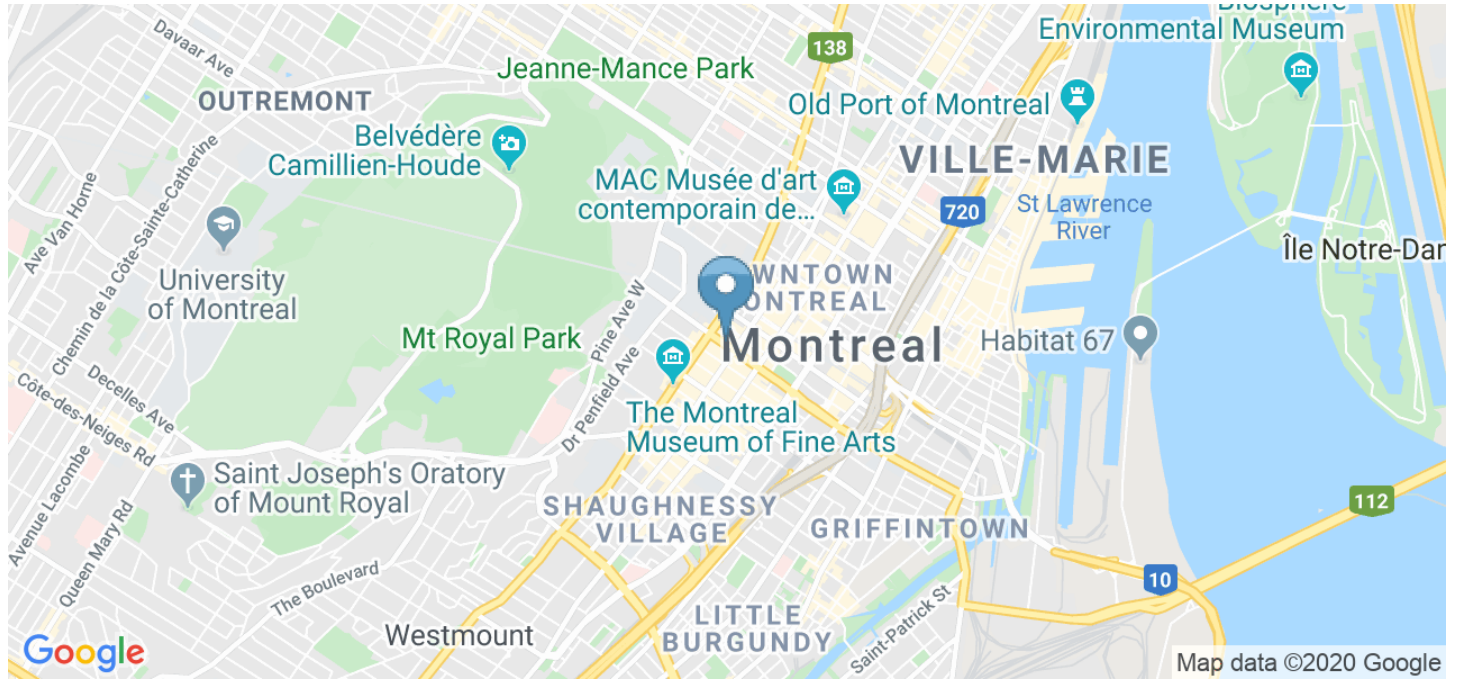 Biosphere
Environmental Museum
Davaar Ave
138
Jeanne-Mance Park
OUTREMONT
Old Port of Montreal
Belvédère
Camillien-Houde
VILLE-MARIE
MAC Musée d'art
contemporain de...
720
St Lawrence
River
Ave Van Horne
Chemin de la Côte-Sainte-Catherine
Île Notre-Dar
University
of Montreal
WNTOWN
ONTREAL
Pine Ave W
Mt Royal Park
Montreal
Habitat 67
Dr Penfield Ave
Decelles Ave
Côte-des-Neiges Rd
The Montreal
Museum of Fine Arts
Saint Joseph's Oratory
of Mount Royal
Avenue Lacombe
Queen Mary Rd
SHAUGHNESSY
VILLAGE
GRIFFINTOWN
112
10
The Boulevard
Saint-Patrick St
LITTLE
BURGUNDY
Westmount
Google
Map data ©2020 Google